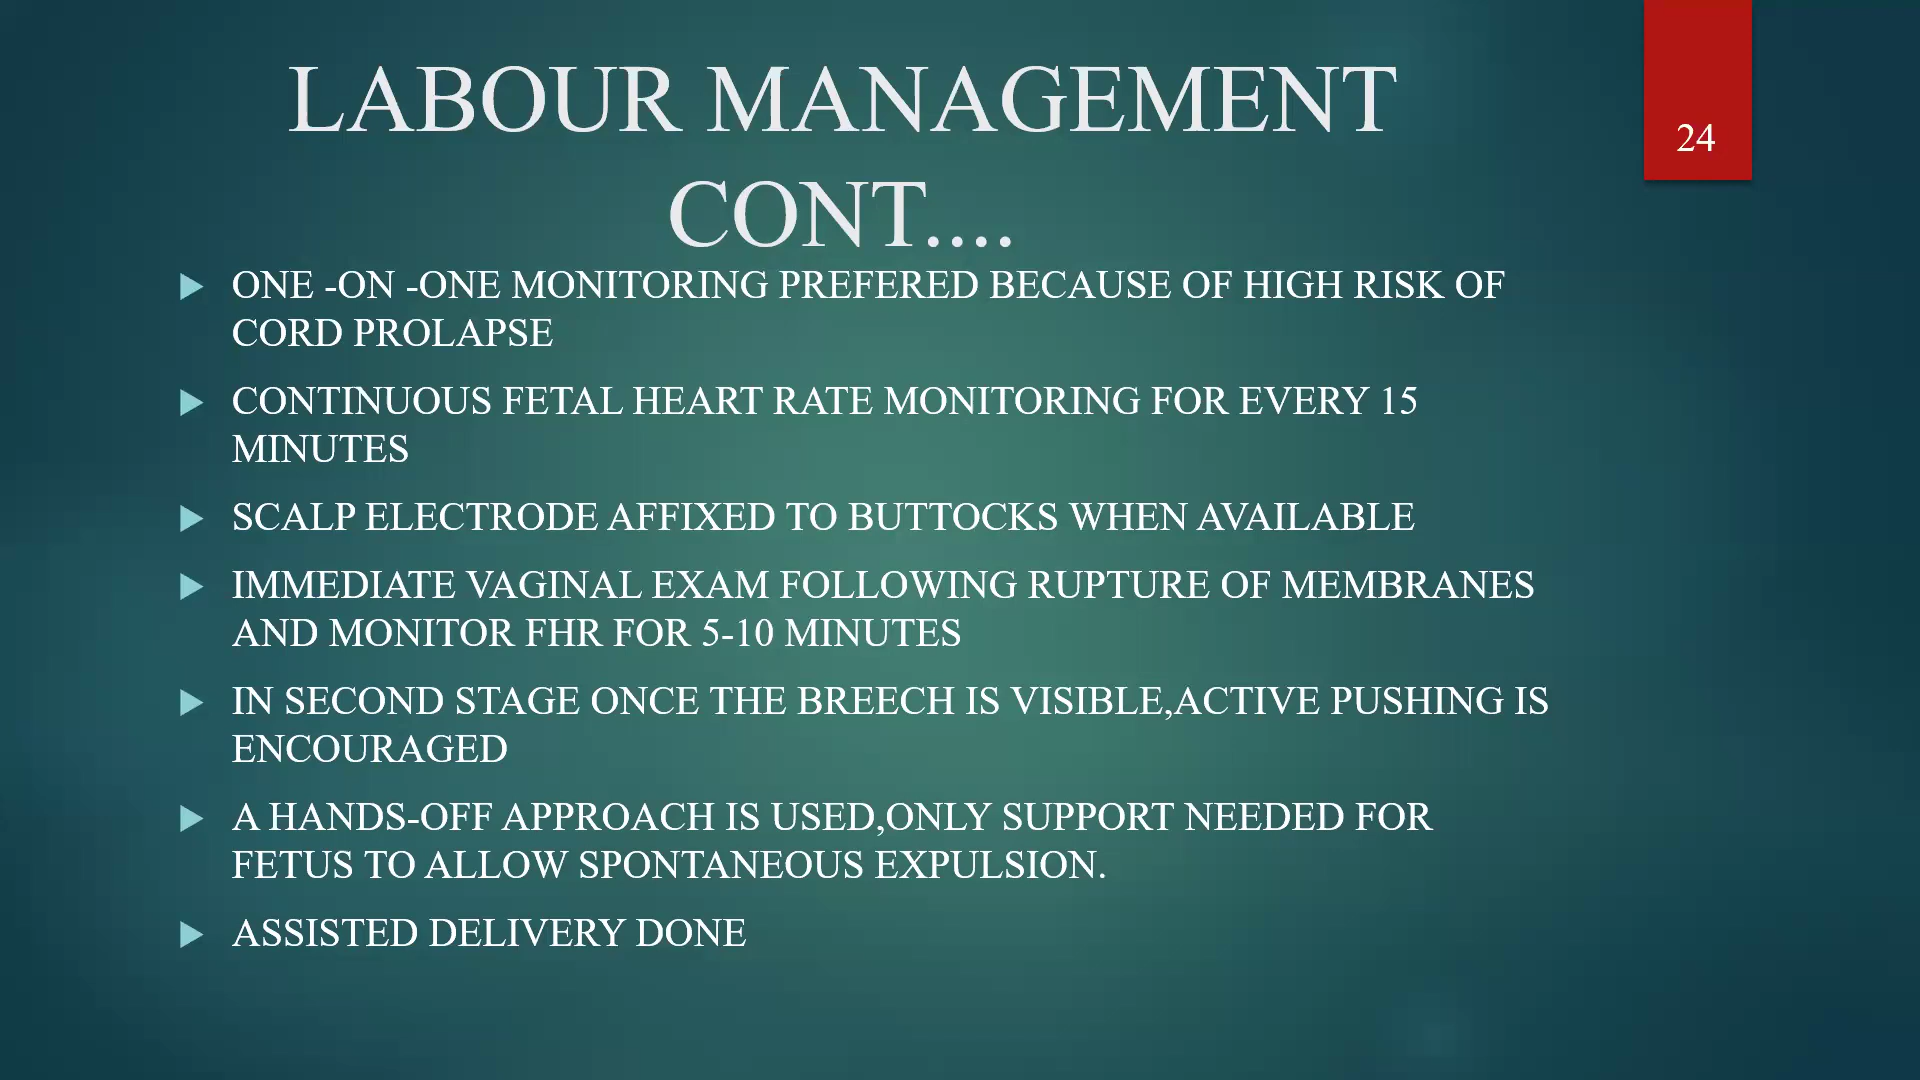 LABOUR MANAGEMENT
CONT....
24
ONE -ON -ONE MONITORING PREFERED BECAUSE OF HIGH RISK OF
CORD PROLAPSE
CONTINUOUS FETAL HEART RATE MONITORING FOR EVERY 15
MINUTES
SCALP ELECTRODE AFFIXED TO BUTTOCKS WHEN AVAILABLE
IMMEDIATE VAGINAL EXAM FOLLOWING RUPTURE OF MEMBRANES
AND MONITOR FHR FOR 5-10 MINUTES
IN SECOND STAGE ONCE THE BREECH IS VISIBLE,ACTIVE PUSHING IS
ENCOURAGED
A HANDS-OFF APPROACH IS USED,ONLY SUPPORT NEEDED FOR
FETUS TO ALLOW SPONTANEOUS EXPULSION.
ASSISTED DELIVERY DONE